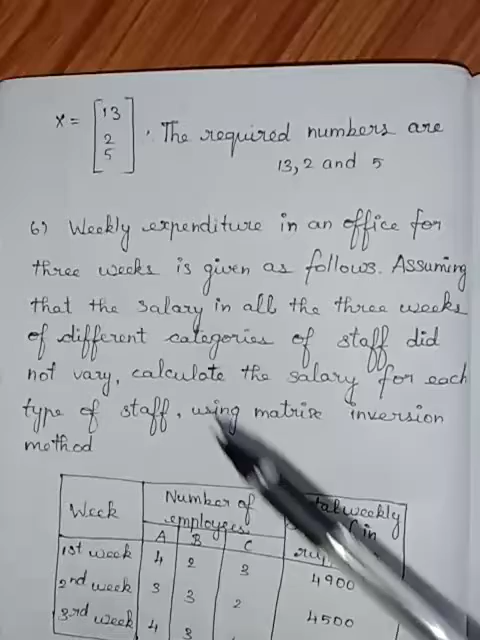 X = [13
2
5]. The required numbers are
13, 2 and 5
6) Weekly expenditure in an office for
three weeks is given as follows. Assuming
that the salary in all the three weeks
of different categories of staff did
not vary, calculate the salary for each
type of staff, using matrix inversion
method
Week Number of employees weekly in
A B C
1st week 4 2 3 4900
2nd week 3 3 2 4500
3rd week 4 3